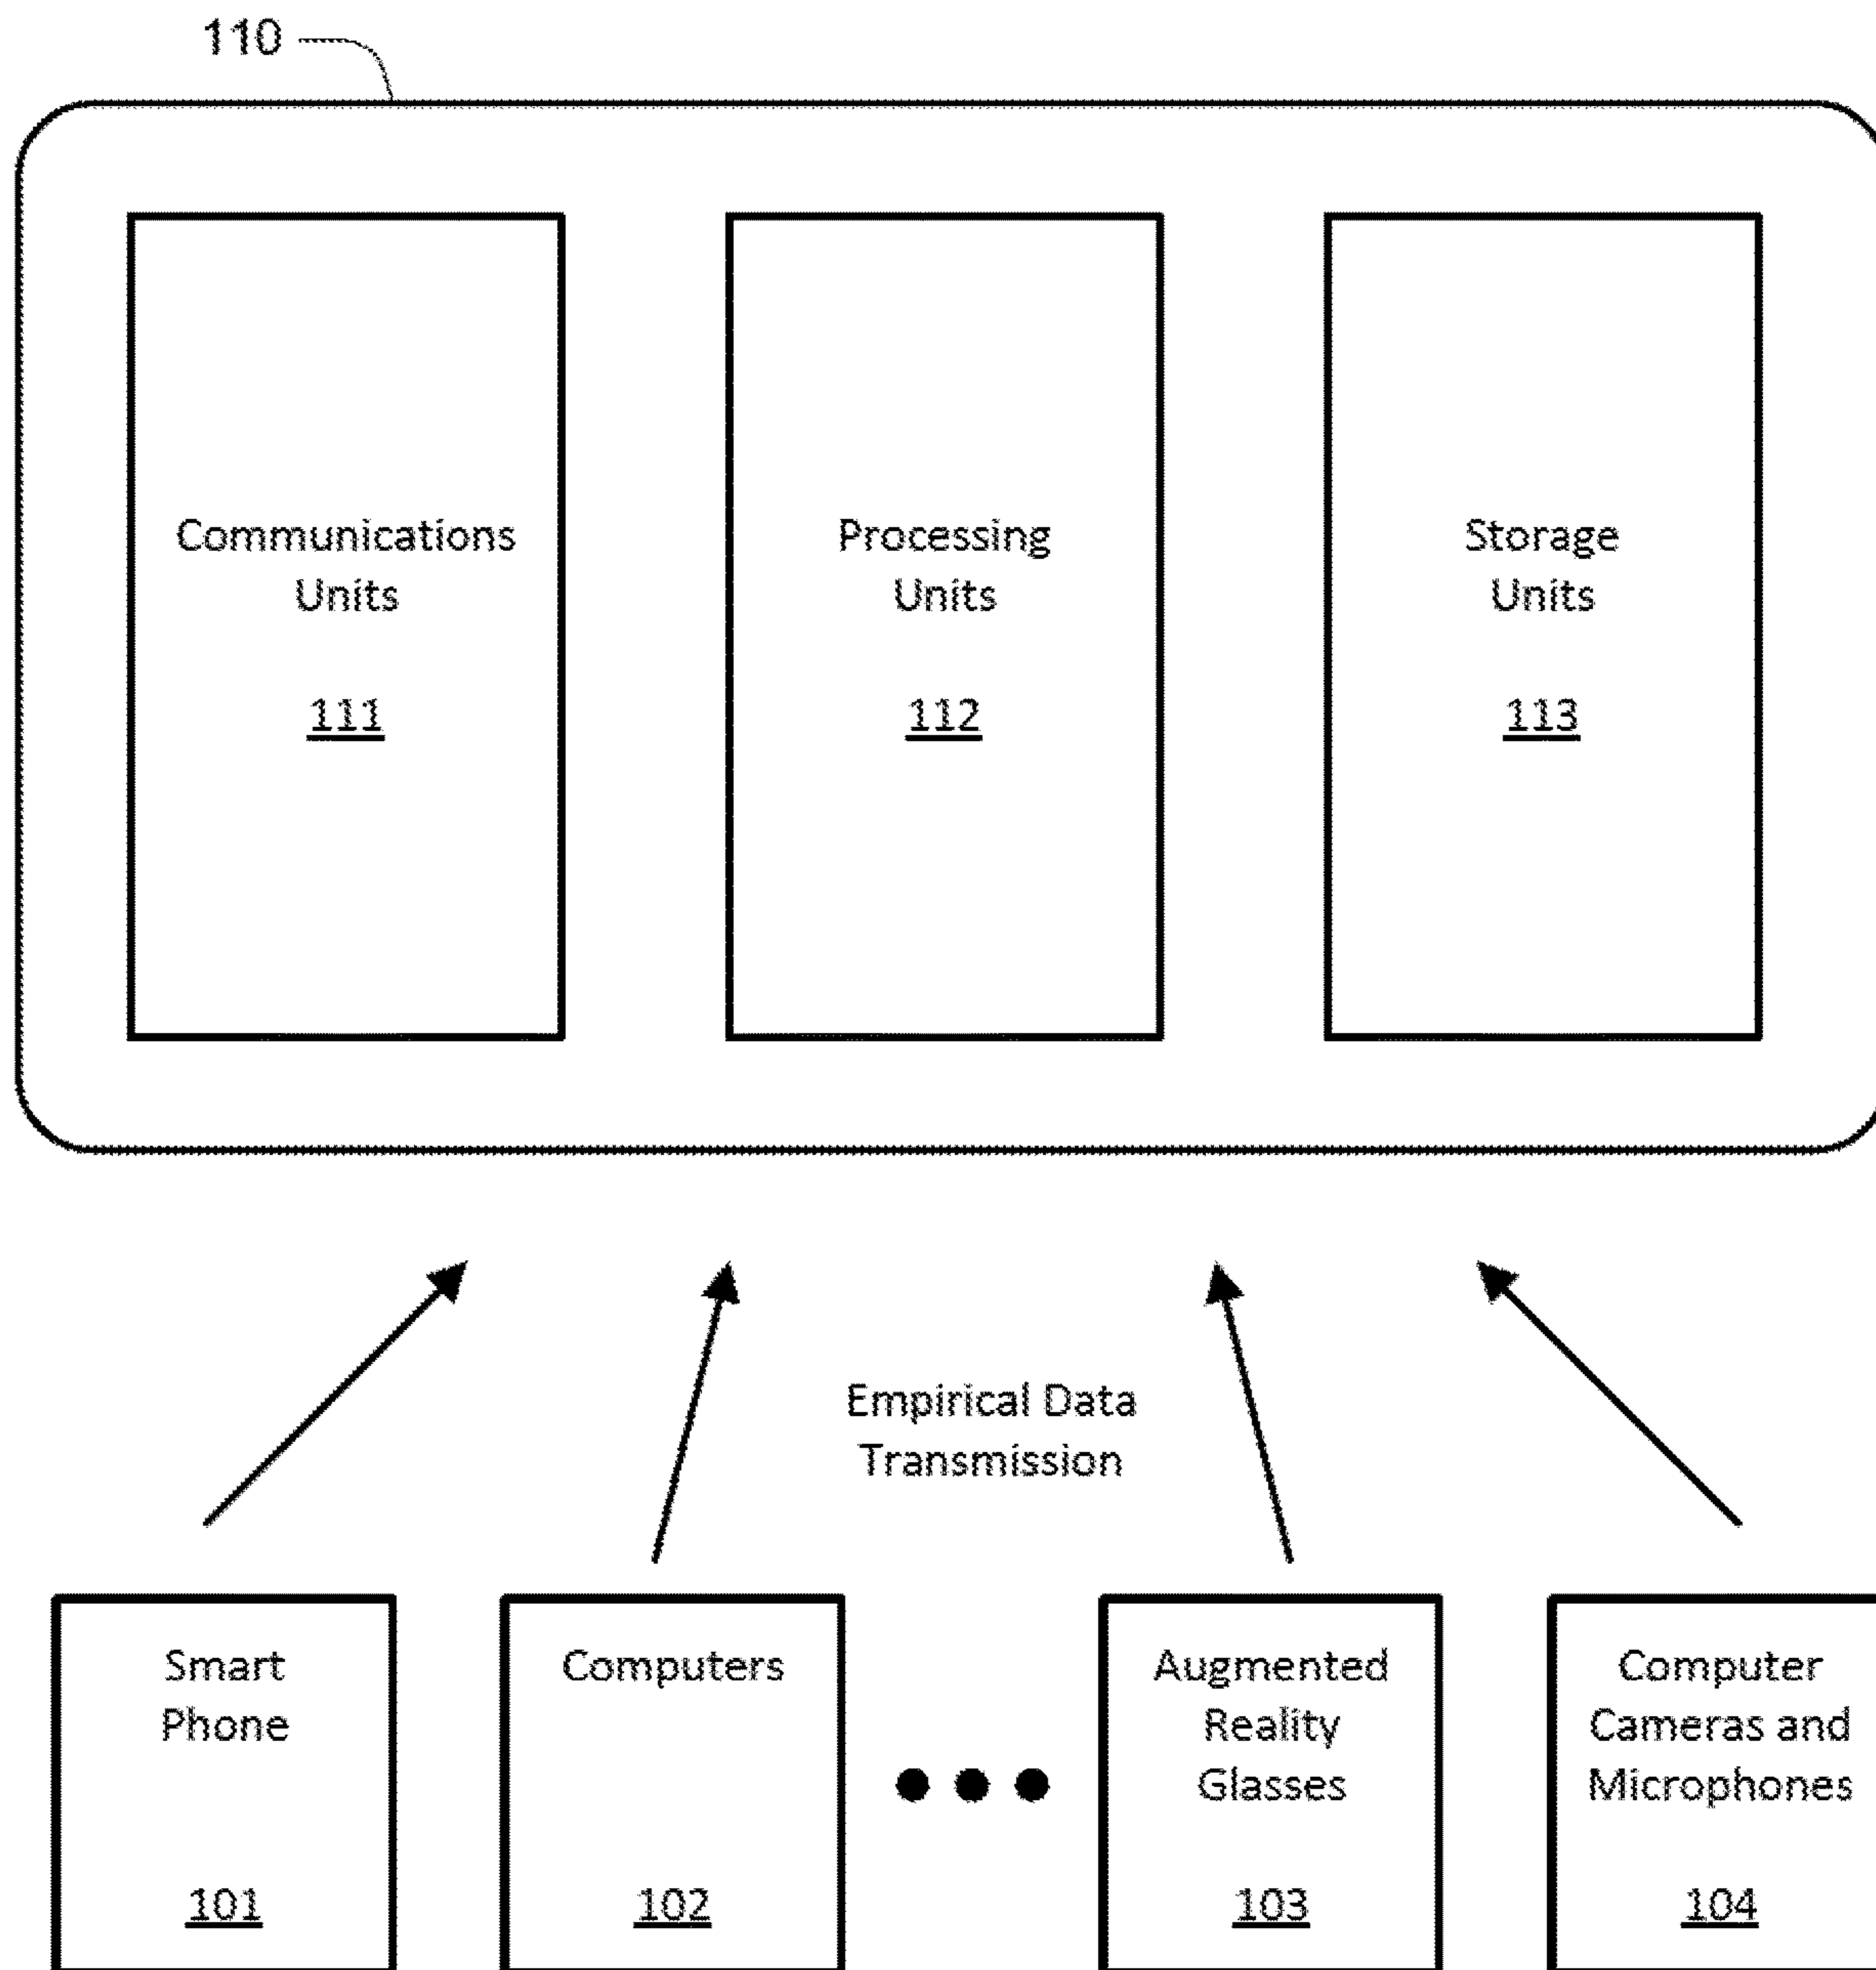 110
Communications
Units
111
Processing
Units
112
Storage
Units
113
Empirical Data
Transmission
Smart
Phone
101
Computers
102
Augmented
Reality
Glasses
103
Computer
Cameras and
Microphones
104